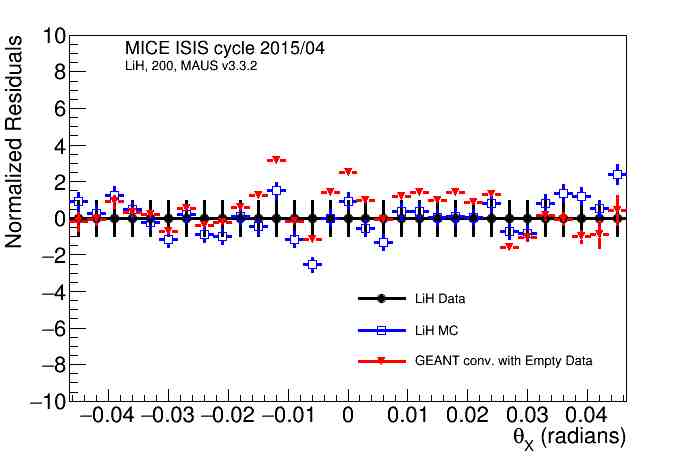 MICE ISIS cycle 2015/04
LiH, 200, MAUS v3.3.2
Normalized Residuals
10
8
6
4
2
0
−2
−4
−6
−8
−10
LiH Data
LiH MC
GEANT conv. with Empty Data
−0.04 −0.03 −0.02 −0.01 0 0.01 0.02 0.03 0.04
θX (radians)